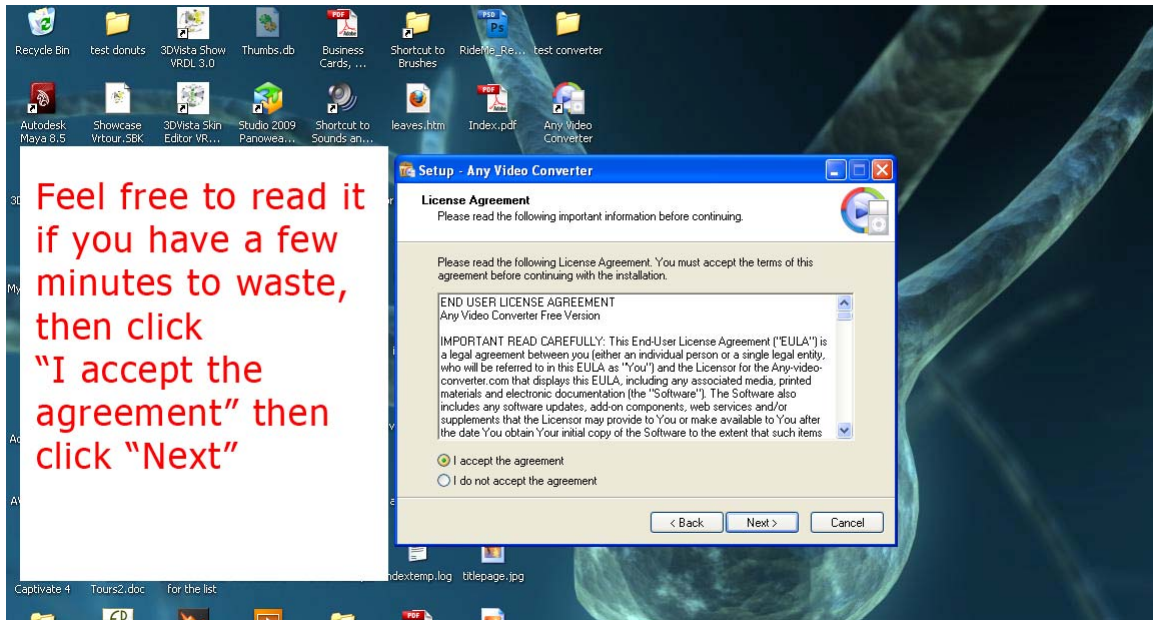 Recycle Bin
test donuts
3DVista Show
VRDL 3.0
Thumbs.db
Business
Cards, ...
Shortcut to
Brushes
RideMe_Re...
test converter
Autodesk
Maya 8.5
Showcase
Vrtour.SBK
3DVista Skin
Editor VR...
Studio 2009
Panowea...
Shortcut to
Sounds an...
leaves.htm
Index.pdf
Any Video
Converter
Feel free to read it
if you have a few
minutes to waste,
then click
“I accept the
agreement” then
click “Next”
Setup - Any Video Converter
License Agreement
Please read the following important information before continuing.
Please read the following License Agreement. You must accept the terms of this
agreement before continuing with the installation.
END USER LICENSE AGREEMENT
Any Video Converter Free Version
IMPORTANT READ CAREFULLY: This End-User License Agreement ("EULA") is
a legal agreement between you (either an individual person or a single legal entity,
who will be referred to in this EULA as "You") and the Licensor for the Any-video-
converter.com that displays this EULA, including any associated media, printed
materials and electronic documentation (the "Software"). The Software also
includes any software updates, add-on components, web services and/or
supplements that the Licensor may provide to You or make available to You after
the date You obtain Your initial copy of the Software to the extent that such items
I accept the agreement
I do not accept the agreement
< Back
Next >
Cancel
Captivate 4
Tours2.doc
for the list
dextemp.log
titlepage.jpg